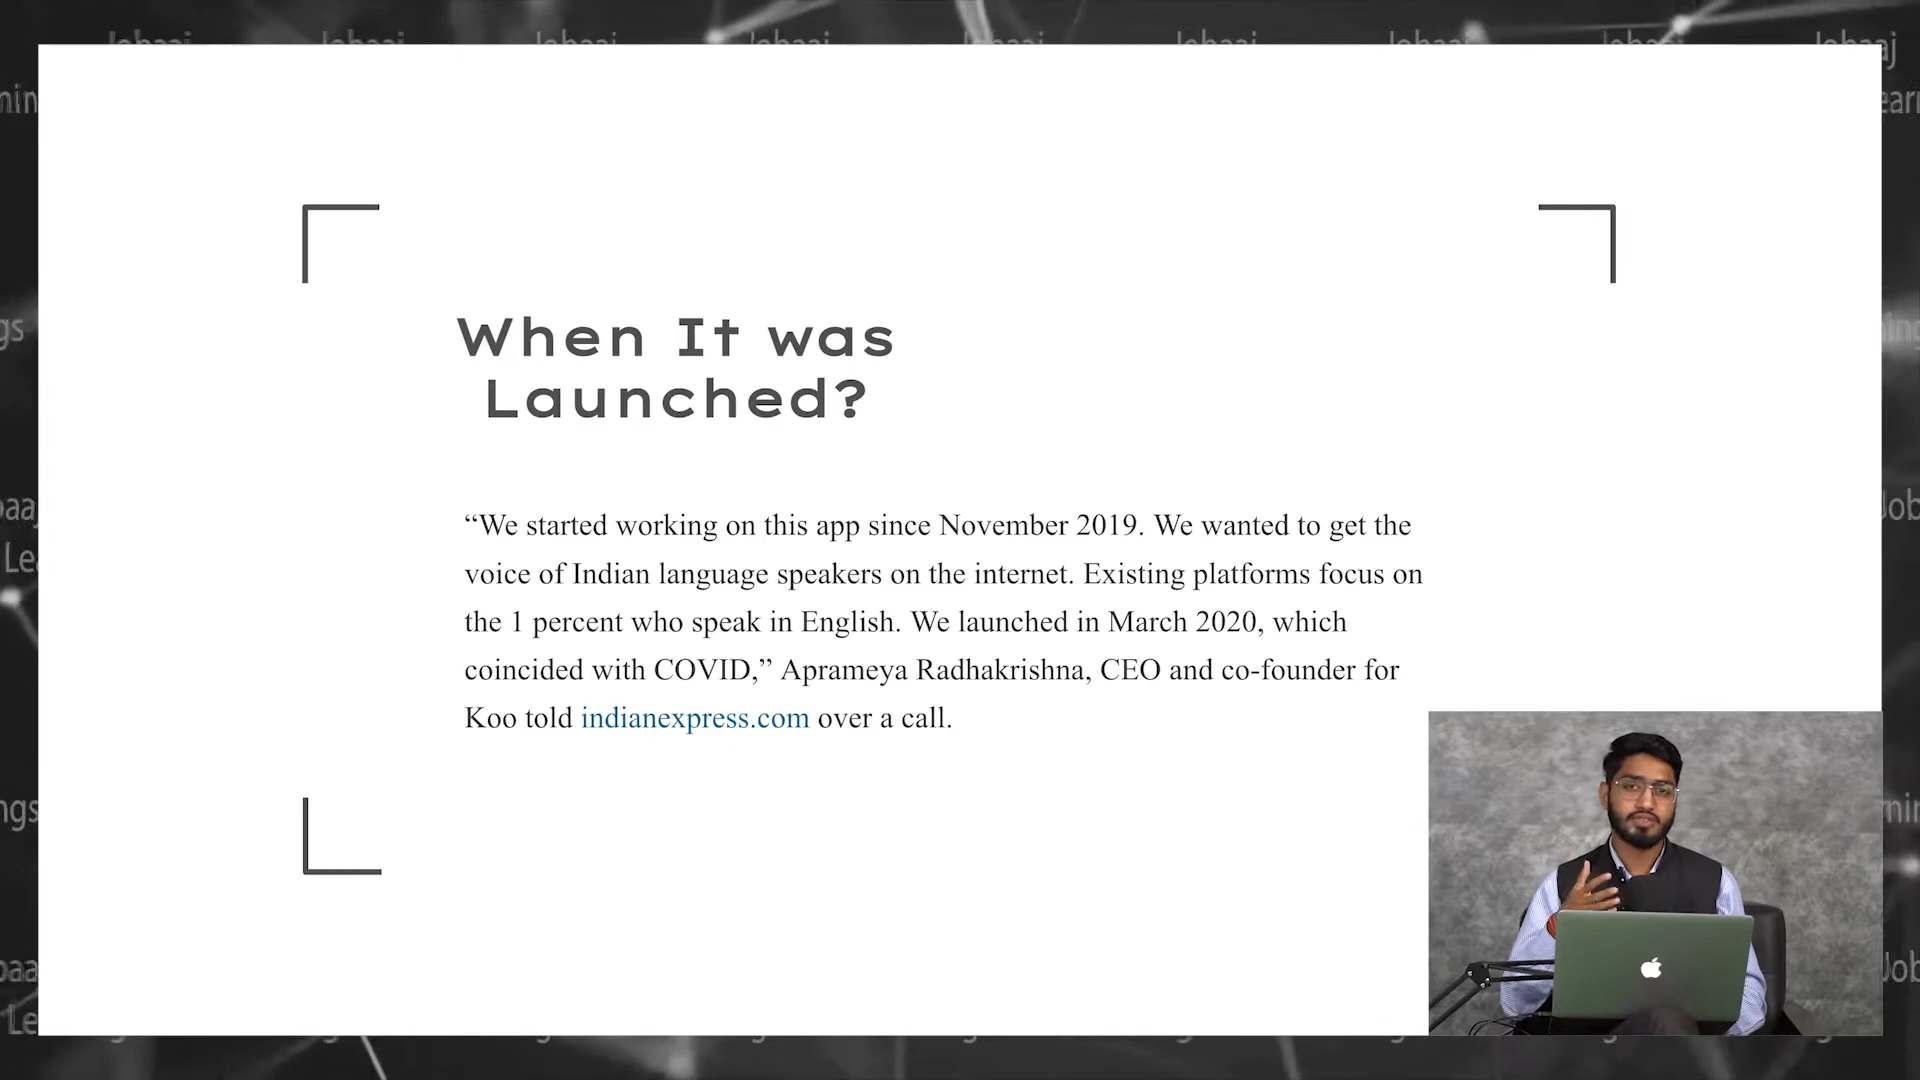 When It was
Launched?
“We started working on this app since November 2019. We wanted to get the
voice of Indian language speakers on the internet. Existing platforms focus on
the 1 percent who speak in English. We launched in March 2020, which
coincided with COVID,” Aprameya Radhakrishna, CEO and co-founder for
Koo told indianexpress.com over a call.